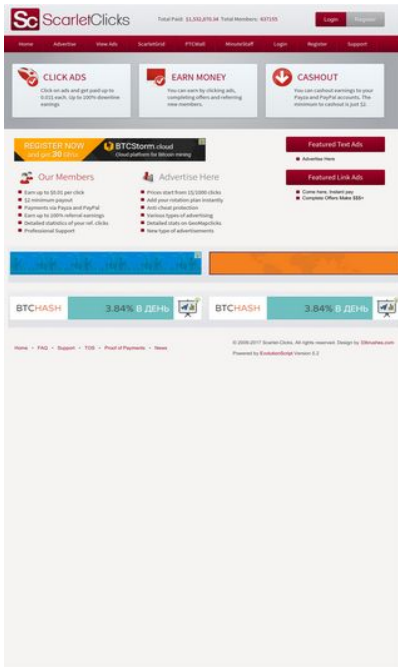 Sc ScarletClicks
Total Paid: $1,332,070.34 Total Members: 637155
Login
Register
Home Advertise View Ads ScarletGrid PTCWall MinuteStaff Login Register Support
CLICK ADS
Click on ads and get paid up to
0.01$ each. Up to 100% downline
earnings
EARN MONEY
You can earn by clicking ads,
completing offers and referring
new members.
CASHOUT
You can cashout earnings to your
Payza and PayPal accounts. The
minimum to cashout is just $2.
REGISTER NOW
and get 30 GH/s
BTCStorm.cloud
Cloud platform for bitcoin mining
Featured Text Ads
Advertise Here
Our Members
Earn up to $0.01 per click
$2 minimum payout
Payments via Payza and PayPal
Earn up to 100% referral earnings
Detailed statistics of your ref. clicks
Professional Support
Advertise Here
Prices start from 1$/1000 clicks
Add your rotation plan instantly
Anti-cheat protection
Various types of advertising
Detailed stats on GeoMapclicks
New type of advertisements
Featured Link Ads
Come here. Instant pay
Complete Offers Make $$$+
BTCHASH 3.84% В ДЕНЬ
BTCHASH 3.84% В ДЕНЬ
Home • FAQ • Support • TOS • Proof of Payments • News
© 2009-2017 Scarlet-Clicks. All rights reserved. Design by
Powered by EvolutionScript Version 5.2